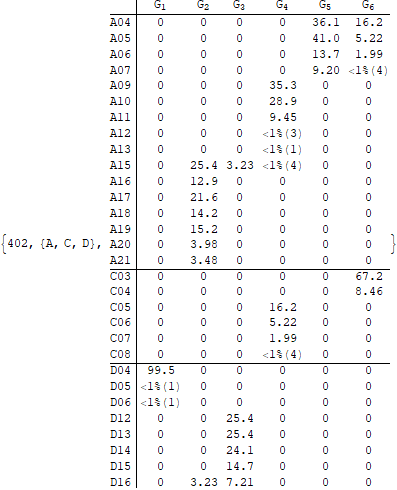 G1 G2 G3 G4 G5 G6
A04 0 0 0 0 36.1 16.2
A05 0 0 0 0 41.0 5.22
A06 0 0 0 0 13.7 1.99
A07 0 0 0 0 9.20 <1%(4)
A09 0 0 0 35.3 0 0
A10 0 0 0 28.9 0 0
A11 0 0 0 9.45 0 0
A12 0 0 0 <1%(3) 0 0
A13 0 0 0 <1%(1) 0 0
A15 0 25.4 3.23 <1%(4) 0 0
A16 0 12.9 0 0 0 0
A17 0 21.6 0 0 0 0
A18 0 14.2 0 0 0 0
A19 0 15.2 0 0 0 0
{402, {A, C, D}, A20 0 3.98 0 0 0 0 }
A21 0 3.48 0 0 0 0
C03 0 0 0 0 0 67.2
C04 0 0 0 0 0 8.46
C05 0 0 0 16.2 0 0
C06 0 0 0 5.22 0 0
C07 0 0 0 1.99 0 0
C08 0 0 0 <1%(4) 0 0
D04 99.5 0 0 0 0 0
D05 <1%(1) 0 0 0 0 0
D06 <1%(1) 0 0 0 0 0
D12 0 0 25.4 0 0 0
D13 0 0 25.4 0 0 0
D14 0 0 24.1 0 0 0
D15 0 0 14.7 0 0 0
D16 0 3.23 7.21 0 0 0